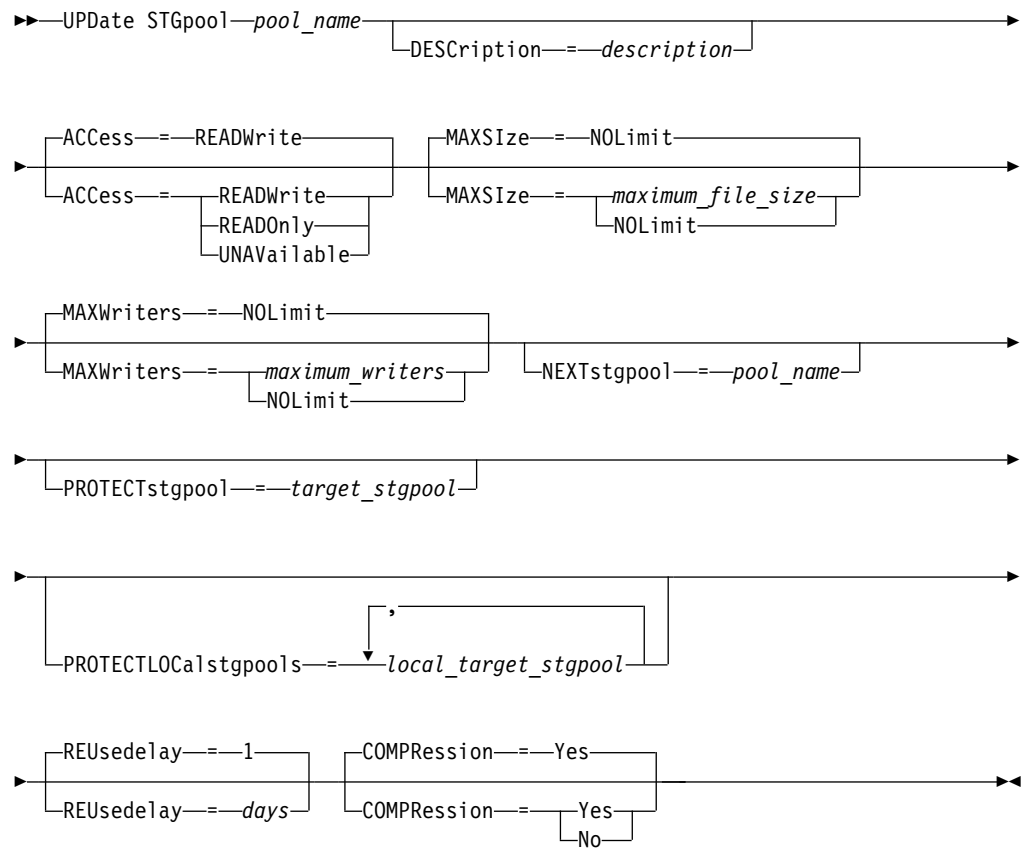 UPDate STGpool pool_name
DESCription = description
ACCess = READWrite
ACCess = READWrite
READOnly
UNAVailable
MAXSIze = NOLimit
MAXSIze = maximum_file_size
NOLimit
MAXWriters = NOLimit
MAXWriters = maximum_writers
NOLimit
NEXTstgpool = pool_name
PROTECTstgpool = target_stgpool
,
PROTECTLOCalstgpools = local_target_stgpool
REUsedelay = 1
REUsedelay = days
COMPRession = Yes
COMPRession = Yes
No